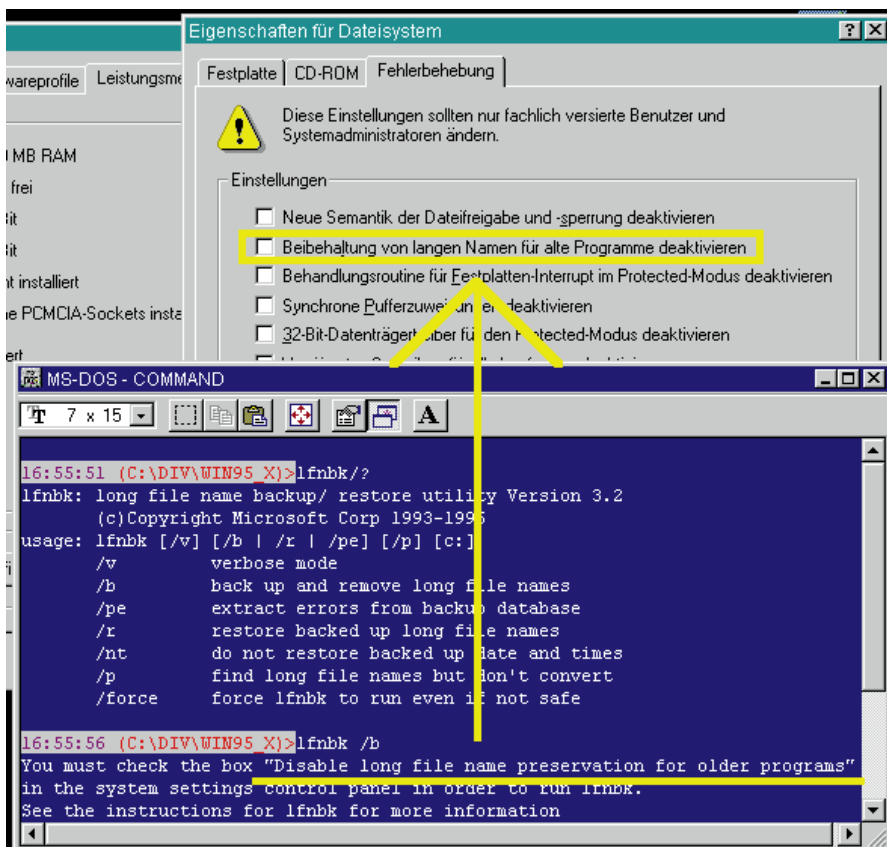 Eigenschaften für Dateisystem
Leistungsme
Festplatte CD-ROM Fehlerbehebung
Diese Einstellungen sollten nur fachlich versierte Benutzer und
Systemadministratoren ändern.
MB RAM
frei
Einstellungen
Neue Semantik der Dateifreigabe und -sperrung deaktivieren
Beibehaltung von langen Namen für alte Programme deaktivieren
Behandlungsroutine für Festplatten-Interrupt im Protected-Modus deaktivieren
Synchrone Pufferzuweisungen deaktivieren
32-Bit-Datenträgertreiber für den Protected-Modus deaktivieren
wareprofile
it
it
t installiert
e PCMCIA-Sockets insta
ert
MS-DOS - COMMAND
7 x 15
A
16:55:51 (C:\DIV\WIN95_X)>lfnbk/?
lfnbk: long file name backup/ restore utility Version 3.2
(c)Copyright Microsoft Corp 1993-1995
usage: lfnbk [/v] [/b | /r | /pe] [/p] [c:]
/v verbose mode
/b back up and remove long file names
/pe extract errors from backup database
/r restore backed up long file names
/nt do not restore backed up date and times
/p find long file names but don't convert
/force force lfnbk to run even if not safe
16:55:56 (C:\DIV\WIN95_X)>lfnbk /b
You must check the box "Disable long file name preservation for older programs"
in the system settings control panel in order to run lfnbk.
See the instructions for lfnbk for more information